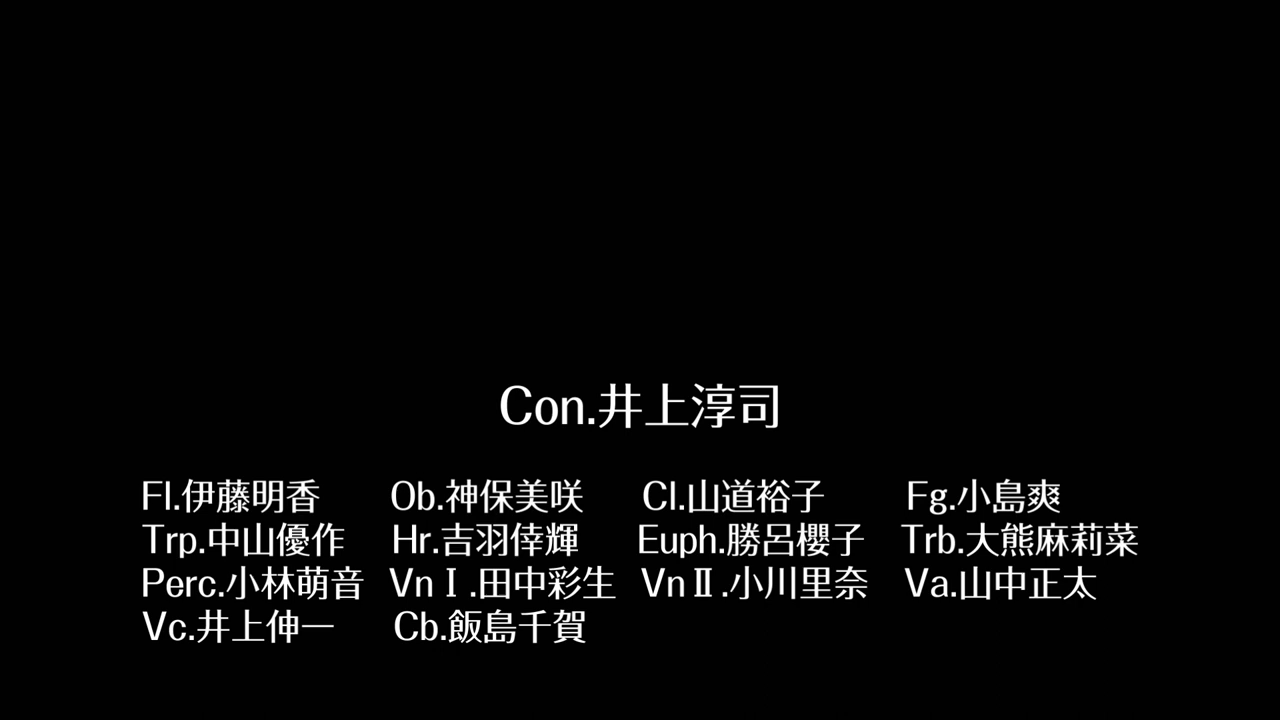 Con.井上淳司
Fl.伊藤明香 Ob.神保美咲 Cl.山道裕子 Fg.小島爽
Trp.中山優作 Hr.吉羽倖輝 Euph.勝呂櫻子 Trb.大熊麻莉菜
Perc.小林萌音 VnⅠ.田中彩生 VnⅡ.小川里奈 Va.山中正太
Vc.井上伸一 Cb.飯島千賀